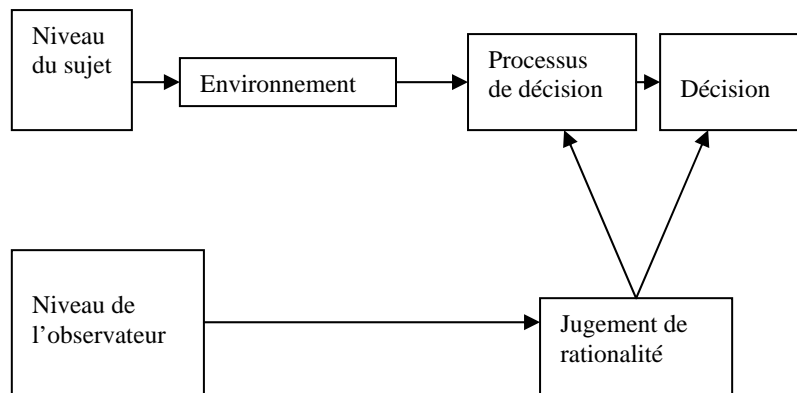 Niveau
du sujet
Environnement
Processus
de décision
Décision
Niveau de
l’observateur
Jugement de
rationalité